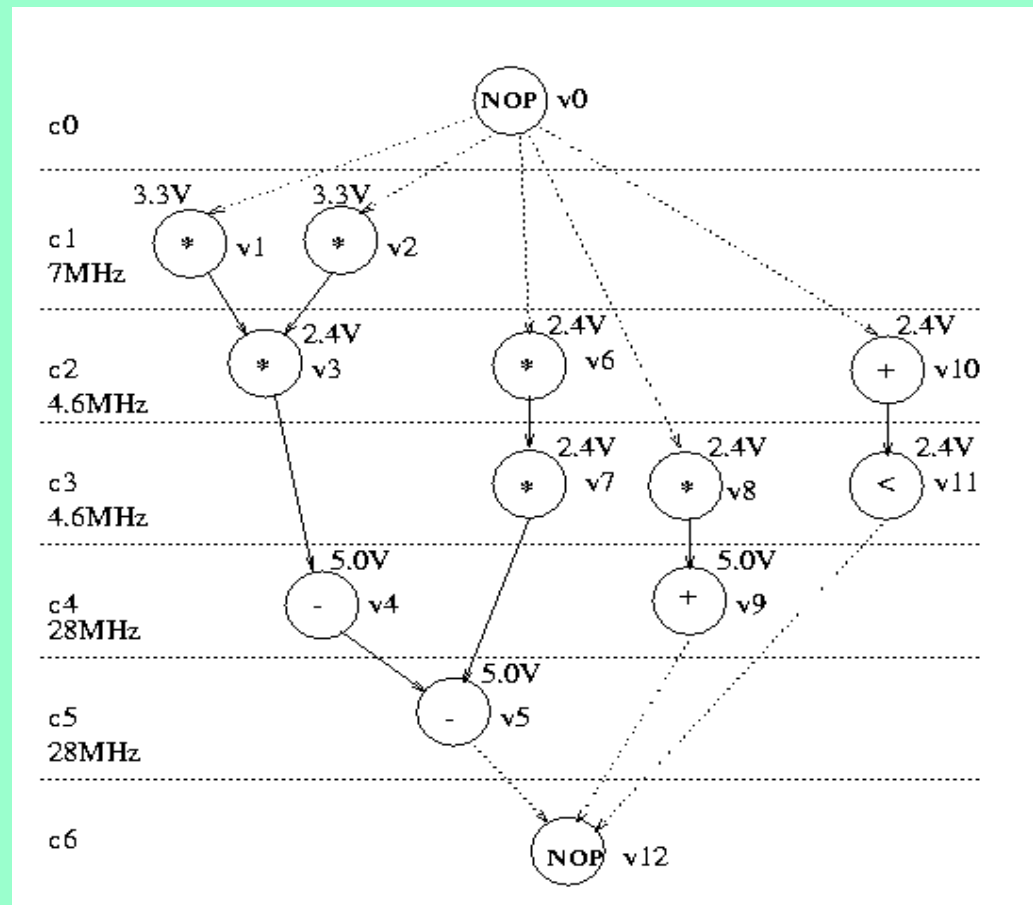 NOP v0
c0
3.3V 3.3V
* v1 * v2
c1
7MHz
2.4V 2.4V 2.4V
* v3 * v6 + v10
c2
4.6MHz
2.4V 2.4V 2.4V
* v7 * v8 < v11
c3
4.6MHz
5.0V 5.0V
- v4 + v9
c4
28MHz
5.0V
- v5
c5
28MHz
c6
NOP v12